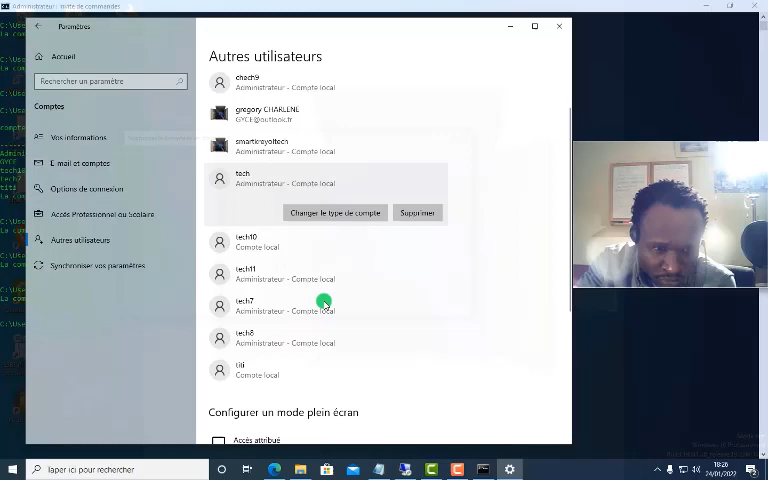 Administrateur : Invite de commandes
Paramètres
Accueil
Rechercher un paramètre
Comptes
Vos informations
E-mail et comptes
Options de connexion
Accès Professionnel ou Scolaire
Autres utilisateurs
Synchroniser vos paramètres
Autres utilisateurs
chech9
Administrateur - Compte local
gregory CHARLENE
GYCE@outlook.fr
smartkreyoltech
Administrateur - Compte local
tech
Administrateur - Compte local
Changer le type de compte
Supprimer
tech10
Compte local
tech11
Administrateur - Compte local
tech7
Administrateur - Compte local
tech8
Administrateur - Compte local
titi
Compte local
Configurer un mode plein écran
Accès attribué
Taper ici pour rechercher
18:26
24/01/2022